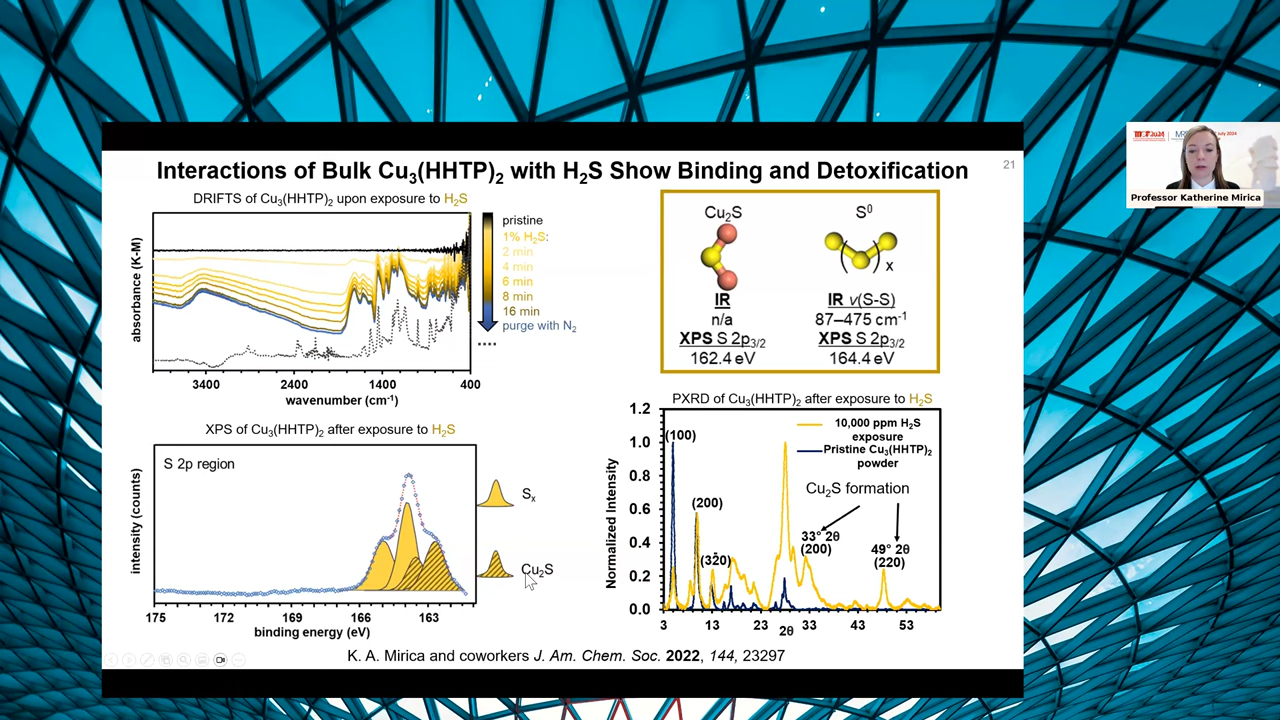 Interactions of Bulk Cu₃(HHTP)₂ with H₂S Show Binding and Detoxification
21
DRIFTS of Cu₃(HHTP)₂ upon exposure to H₂S
absorbance (K-M)
3400
2400
1400
400
wavenumber (cm⁻¹)
pristine
1% H₂S:
2 min
4 min
6 min
8 min
16 min
purge with N₂
Cu₂S
IR
n/a
XPS S 2p₃/₂
162.4 eV
S⁰
x
IR ν(S-S)
87–475 cm⁻¹
XPS S 2p₃/₂
164.4 eV
XPS of Cu₃(HHTP)₂ after exposure to H₂S
S 2p region
intensity (counts)
175
172
169
166
163
binding energy (eV)
Sₓ
Cu₂S
PXRD of Cu₃(HHTP)₂ after exposure to H₂S
Normalized Intensity
1.2
1.0
0.8
0.6
0.4
0.2
0.0
3
13
23
33
43
53
2θ
10,000 ppm H₂S
exposure
Pristine Cu₃(HHTP)₂
powder
Cu₂S formation
(100)
(200)
(32̄0)
33° 2θ
(200)
49° 2θ
(220)
K. A. Mirica and coworkers J. Am. Chem. Soc. 2022, 144, 23297
Professor Katherine Mirica